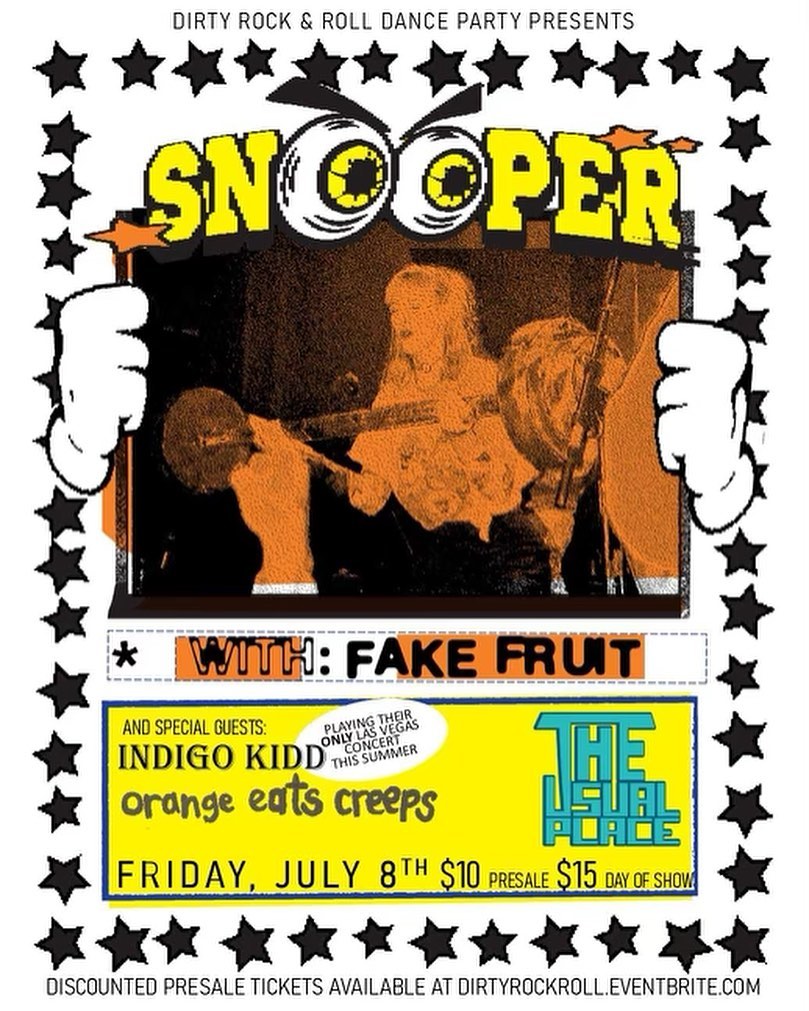 DIRTY ROCK & ROLL DANCE PARTY PRESENTS
SNOOPER
* WITH: FAKE FRUIT
AND SPECIAL GUESTS:
INDIGO KIDD
PLAYING THEIR
ONLY LAS VEGAS
CONCERT
THIS SUMMER
orange eats creeps
THE
USUAL
PLACE
FRIDAY, JULY 8TH $10 PRESALE $15 DAY OF SHOW
DISCOUNTED PRESALE TICKETS AVAILABLE AT DIRTYROCKROLL.EVENTBRITE.COM